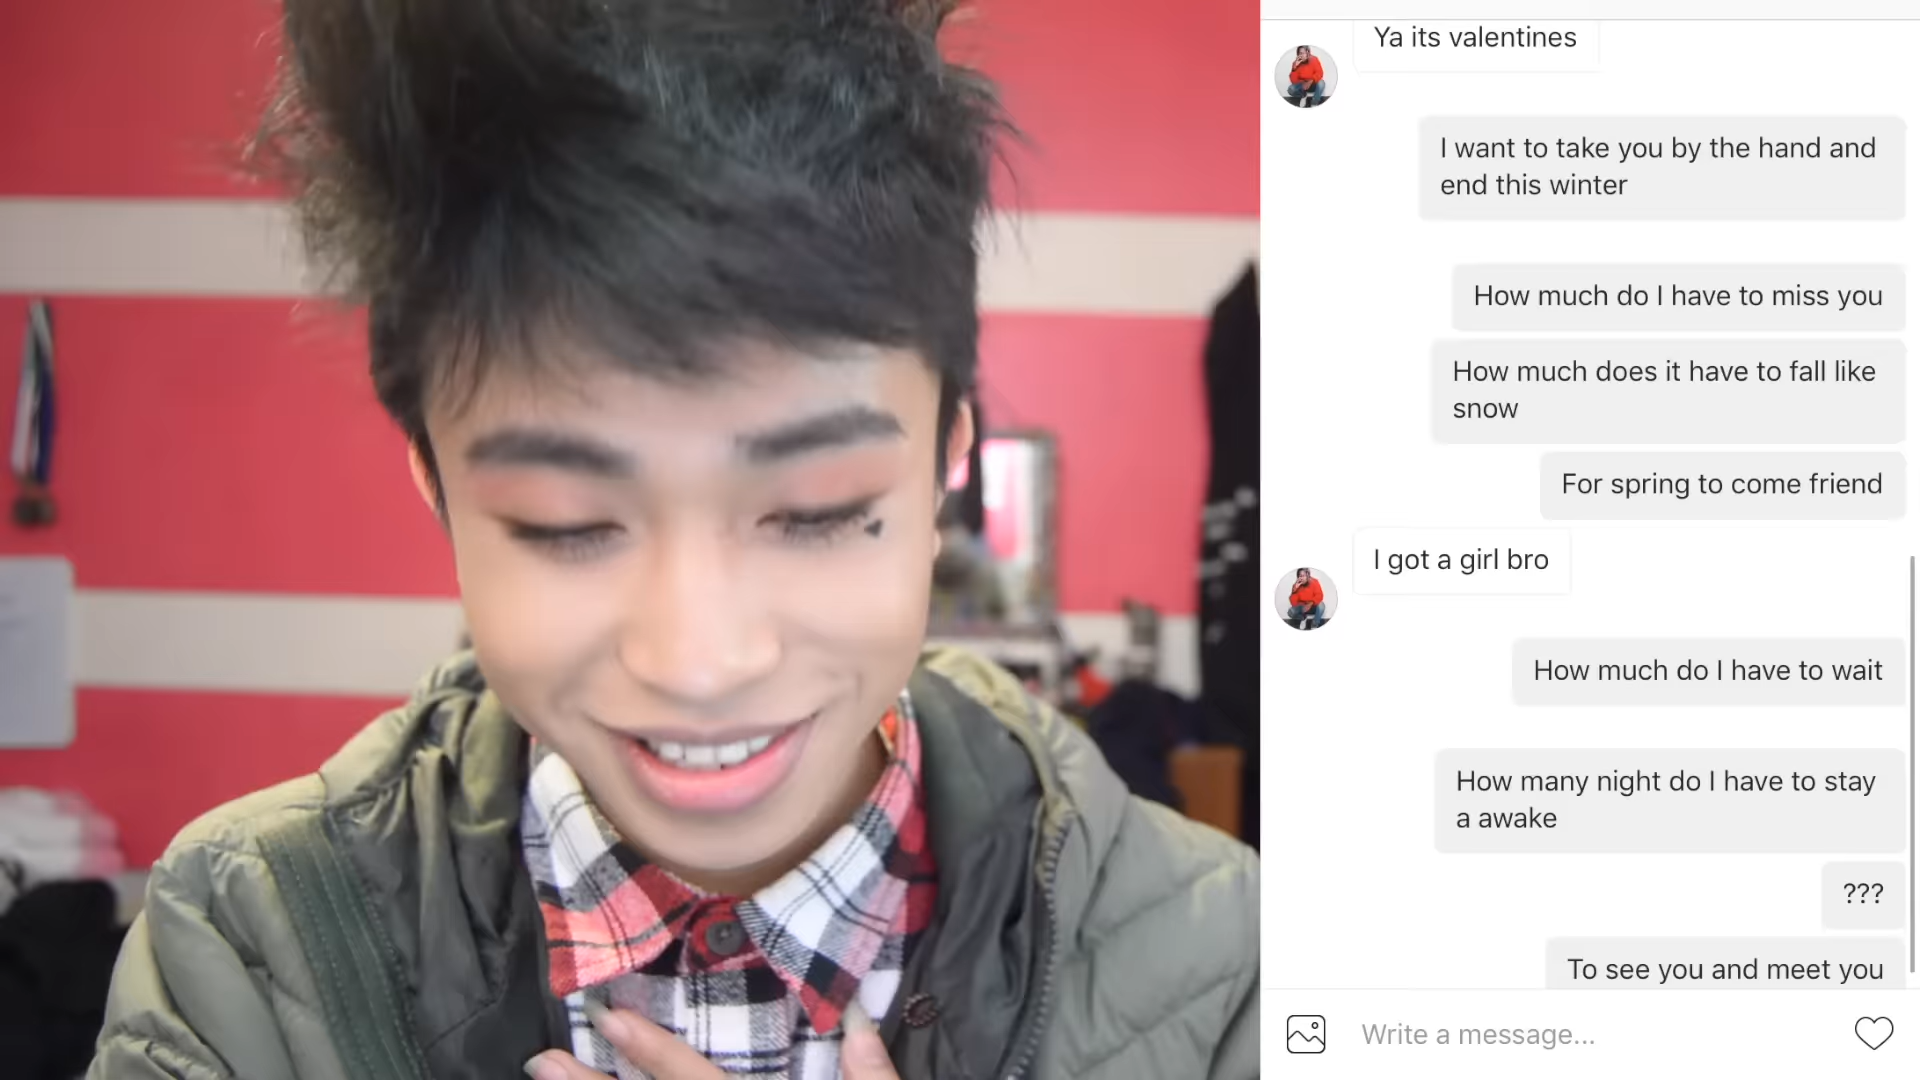 Ya its valentines
I want to take you by the hand and
end this winter
How much do I have to miss you
How much does it have to fall like
snow
For spring to come friend
I got a girl bro
How much do I have to wait
How many night do I have to stay
a awake
???
To see you and meet you
Write a message...